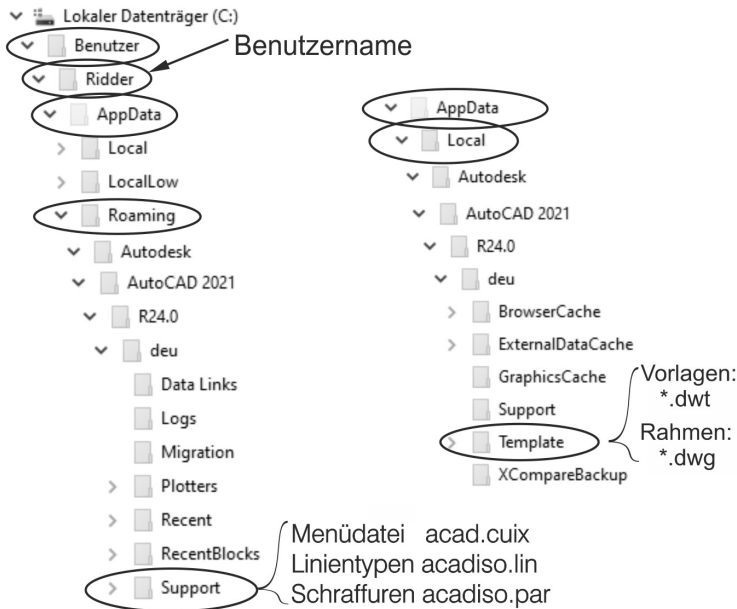 Lokaler Datenträger (C:)
Benutzer
Benutzername
Ridder
AppData
Local
LocalLow
Roaming
Autodesk
AutoCAD 2021
R24.0
deu
Data Links
Logs
Migration
Plotters
Recent
RecentBlocks
Support
Menüdatei acad.cuix
Linientypen acadiso.lin
Schraffuren acadiso.par
AppData
Local
Autodesk
AutoCAD 2021
R24.0
deu
BrowserCache
ExternalDataCache
GraphicsCache
Support
Template
XCompareBackup
Vorlagen:
*.dwt
Rahmen:
*.dwg